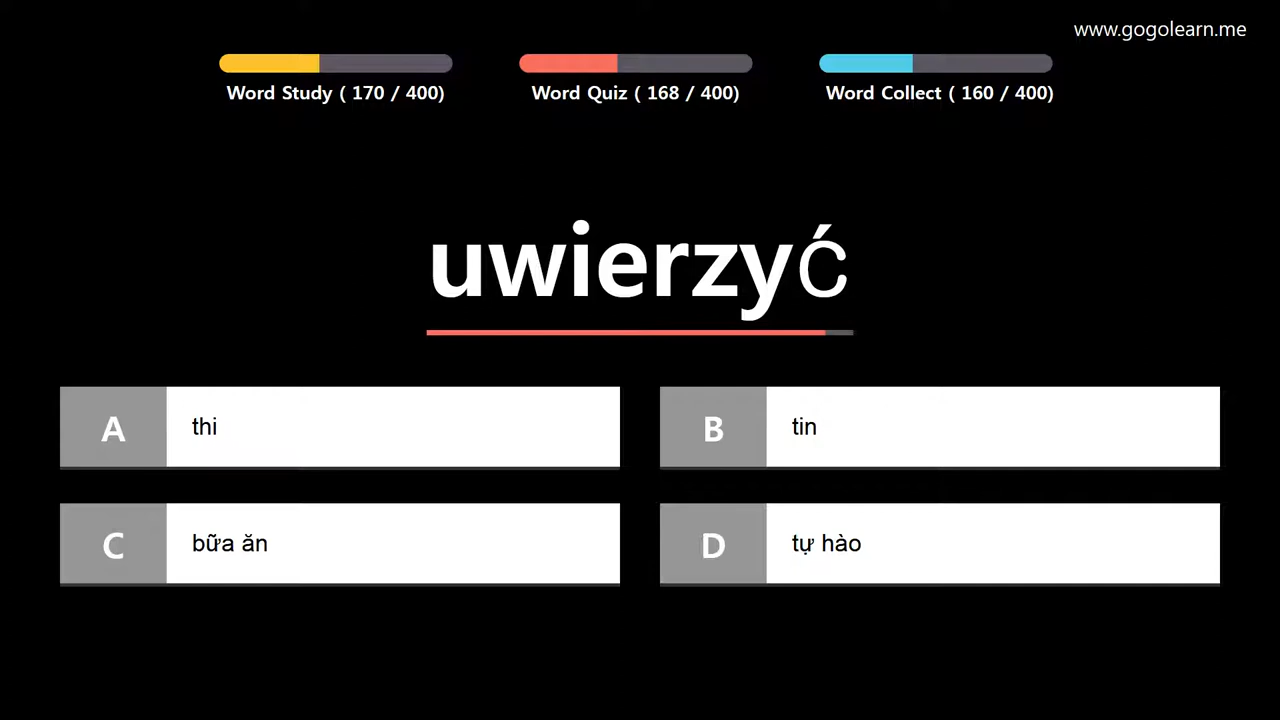 www.gogolearn.me
Word Study ( 170 / 400)
Word Quiz ( 168 / 400)
Word Collect ( 160 / 400)
uwierzyć
A thi
B tin
C bữa ăn
D tự hào